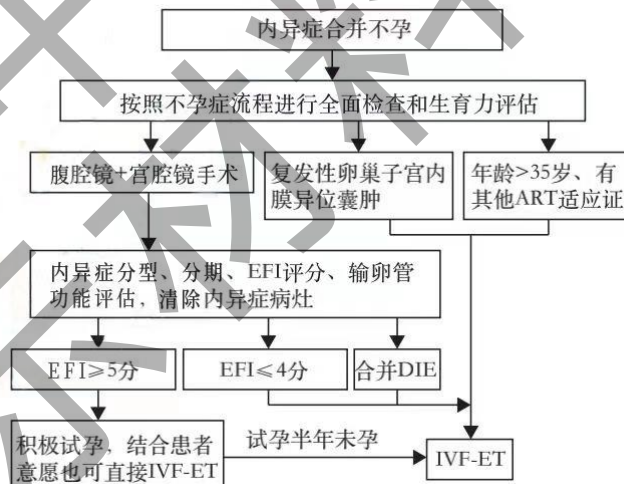 内异症合并不孕
按照不孕症流程进行全面检查和生育力评估
腹腔镜+宫腔镜手术
复发性卵巢子宫内
膜异位囊肿
年龄>35岁、有
其他ART适应证
内异症分型、分期、EFI评分、输卵管
功能评估，清除内异症病灶
EFI≥5分
EFI≤4分
合并DIE
积极试孕，结合患者
意愿也可直接IVF-ET
试孕半年未孕
IVF-ET